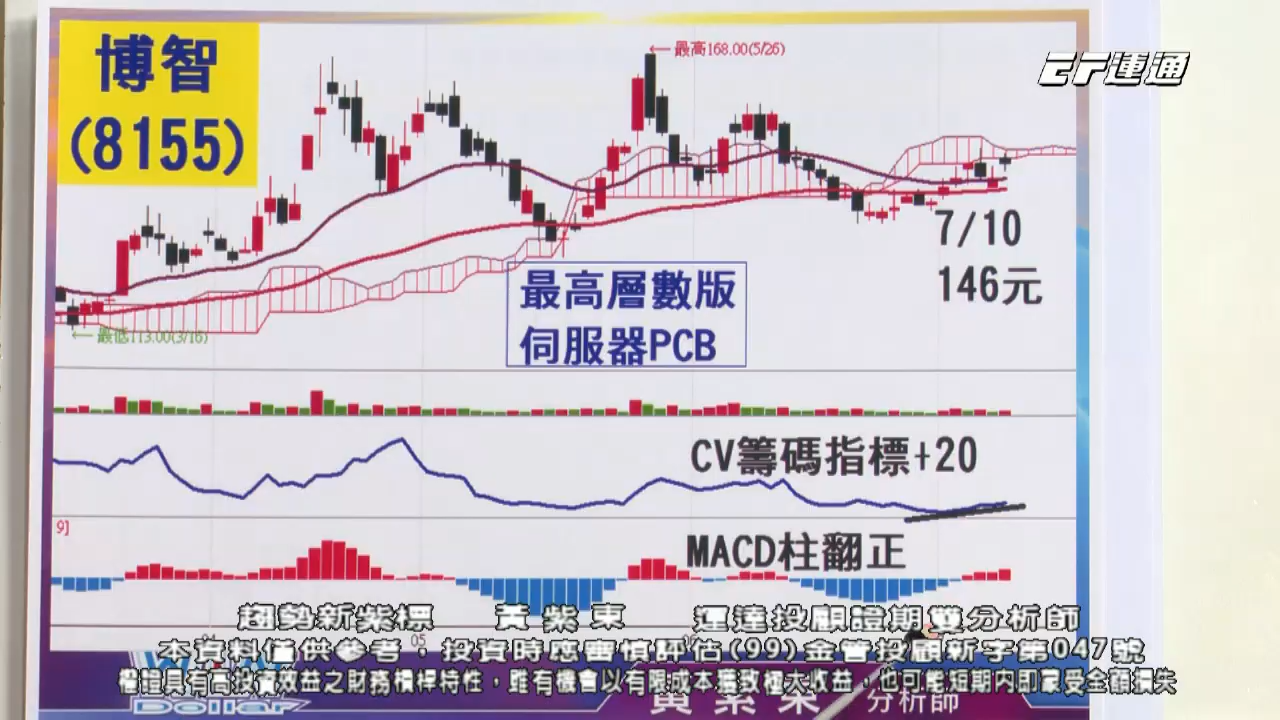 博智
(8155)
←最高168.00(5/26)
運通
7/10
146元
最高層數版
伺服器PCB
←最低113.00(3/16)
CV籌碼指標+20
9]
MACD柱翻正
05
趨勢新紫標 黃紫東 運達投顧證期雙分析師
本資料僅供參考，投資時應審慎評估(99)金管投顧新字第047號
權證具有高投資效益之財務槓桿特性，雖有機會以有限成本獲致極大收益，也可能短期內即蒙受全額損失
Dollar
黃紫東 分析師